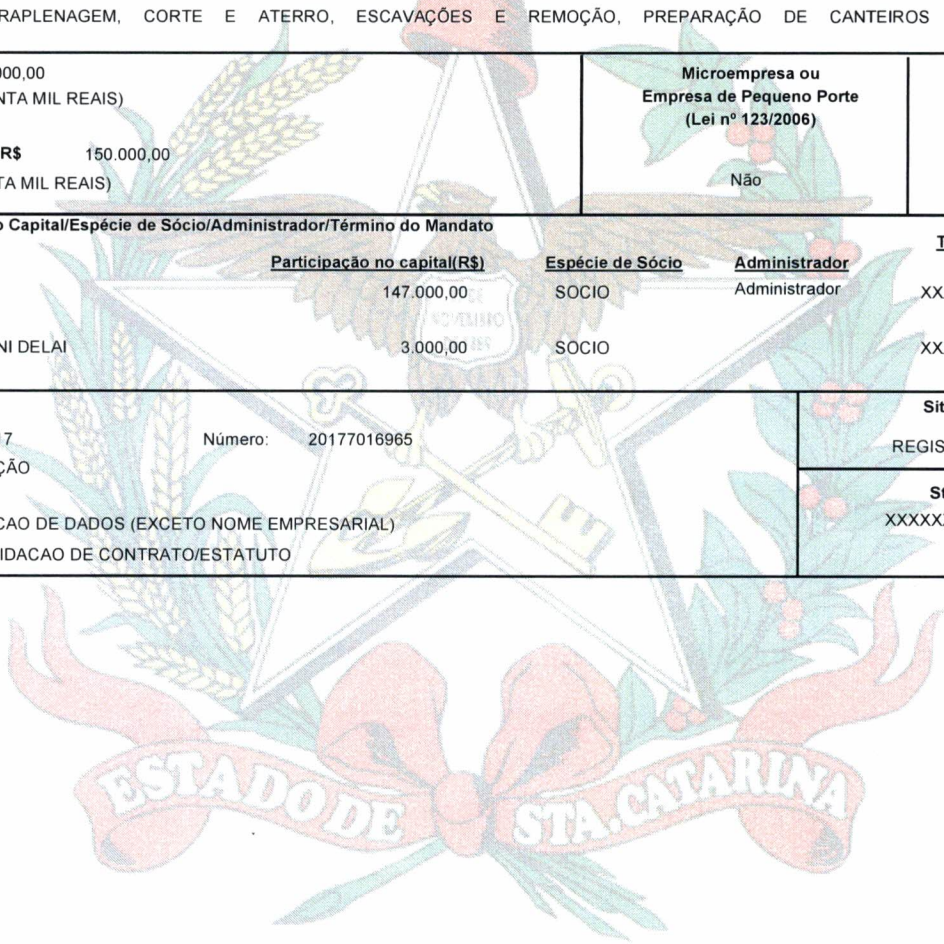 RAPLENAGEM, CORTE E ATERRO, ESCAVAÇÕES E REMOÇÃO, PREPARAÇÃO DE CANTEIROS
000,00
NTA MIL REAIS)
R$ 150.000,00
TA MIL REAIS)
Microempresa ou
Empresa de Pequeno Porte
(Lei nº 123/2006)
Não
o Capital/Espécie de Sócio/Administrador/Término do Mandato
Participação no capital(R$) Espécie de Sócio Administrador T
147.000,00 SOCIO Administrador XX
NI DELAI 3.000,00 SOCIO XX
17 Número: 20177016965
ÇÃO
CAO DE DADOS (EXCETO NOME EMPRESARIAL)
IDACAO DE CONTRATO/ESTATUTO
Sit
REGIS
St
XXXXXX
DE
NOVEMBRO
ESTADO DE STA. CATARINA